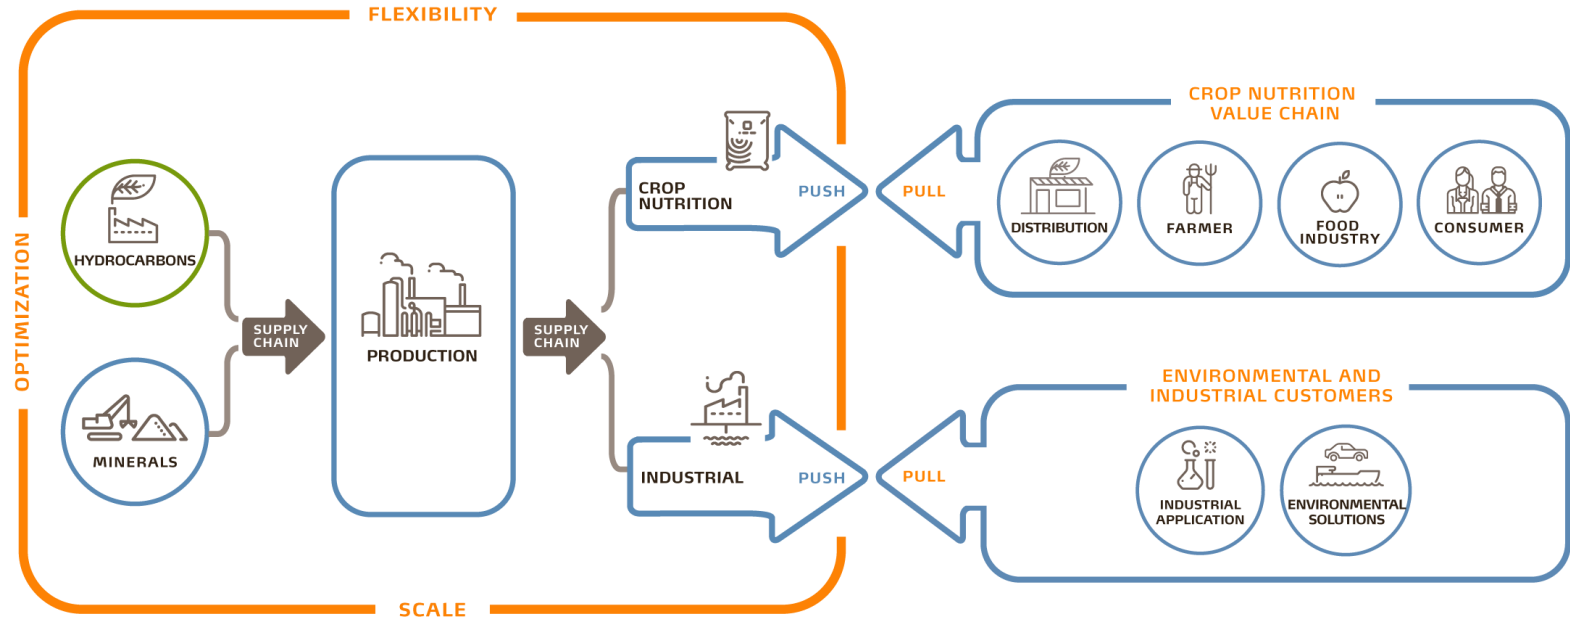 FLEXIBILITY
OPTIMIZATION
SCALE
HYDROCARBONS
MINERALS
SUPPLY
CHAIN
PRODUCTION
SUPPLY
CHAIN
CROP
NUTRITION
PUSH
PULL
INDUSTRIAL
PUSH
PULL
CROP NUTRITION
VALUE CHAIN
DISTRIBUTION
FARMER
FOOD
INDUSTRY
CONSUMER
ENVIRONMENTAL AND
INDUSTRIAL CUSTOMERS
INDUSTRIAL
APPLICATION
ENVIRONMENTAL
SOLUTIONS